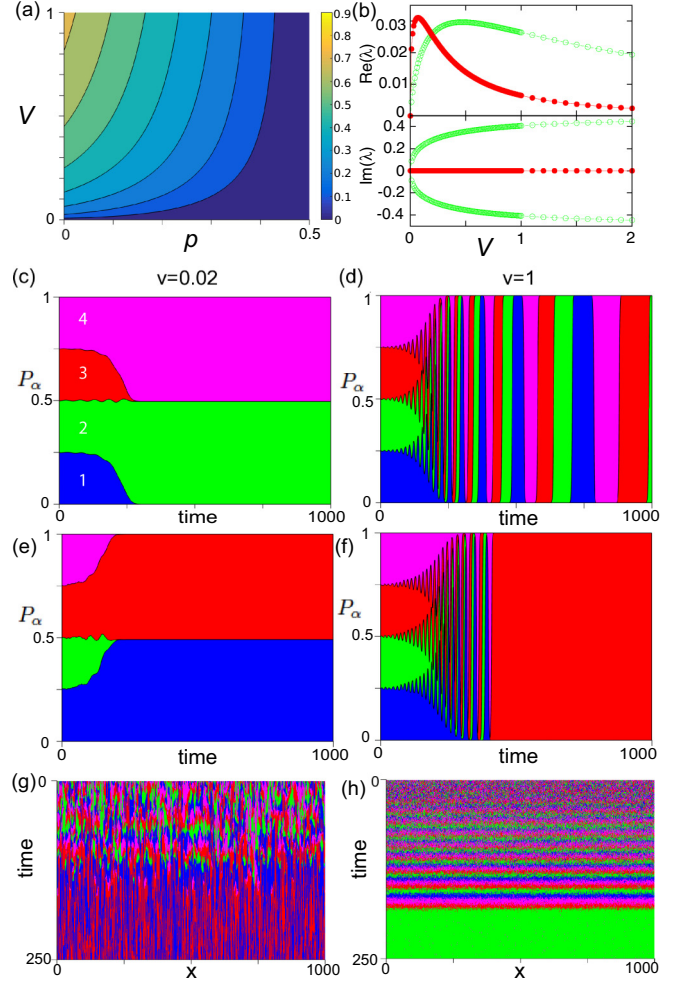 (a)
V
1
0
0
p
0.5
0.9
0.8
0.7
0.6
0.5
0.4
0.3
0.2
0.1
0
(b)
Re(λ)
0.03
0.02
0.01
0
Im(λ)
0.4
0.2
0
-0.2
-0.4
0
1
2
V
(c)
v=0.02
1
Pα
0.5
0
4
3
2
1
0
time
1000
(d)
v=1
1
Pα
0.5
0
0
time
1000
(e)
1
Pα
0.5
0
0
time
1000
(f)
1
Pα
0.5
0
0
time
1000
(g)
0
time
250
0
x
1000
(h)
0
time
250
0
x
1000